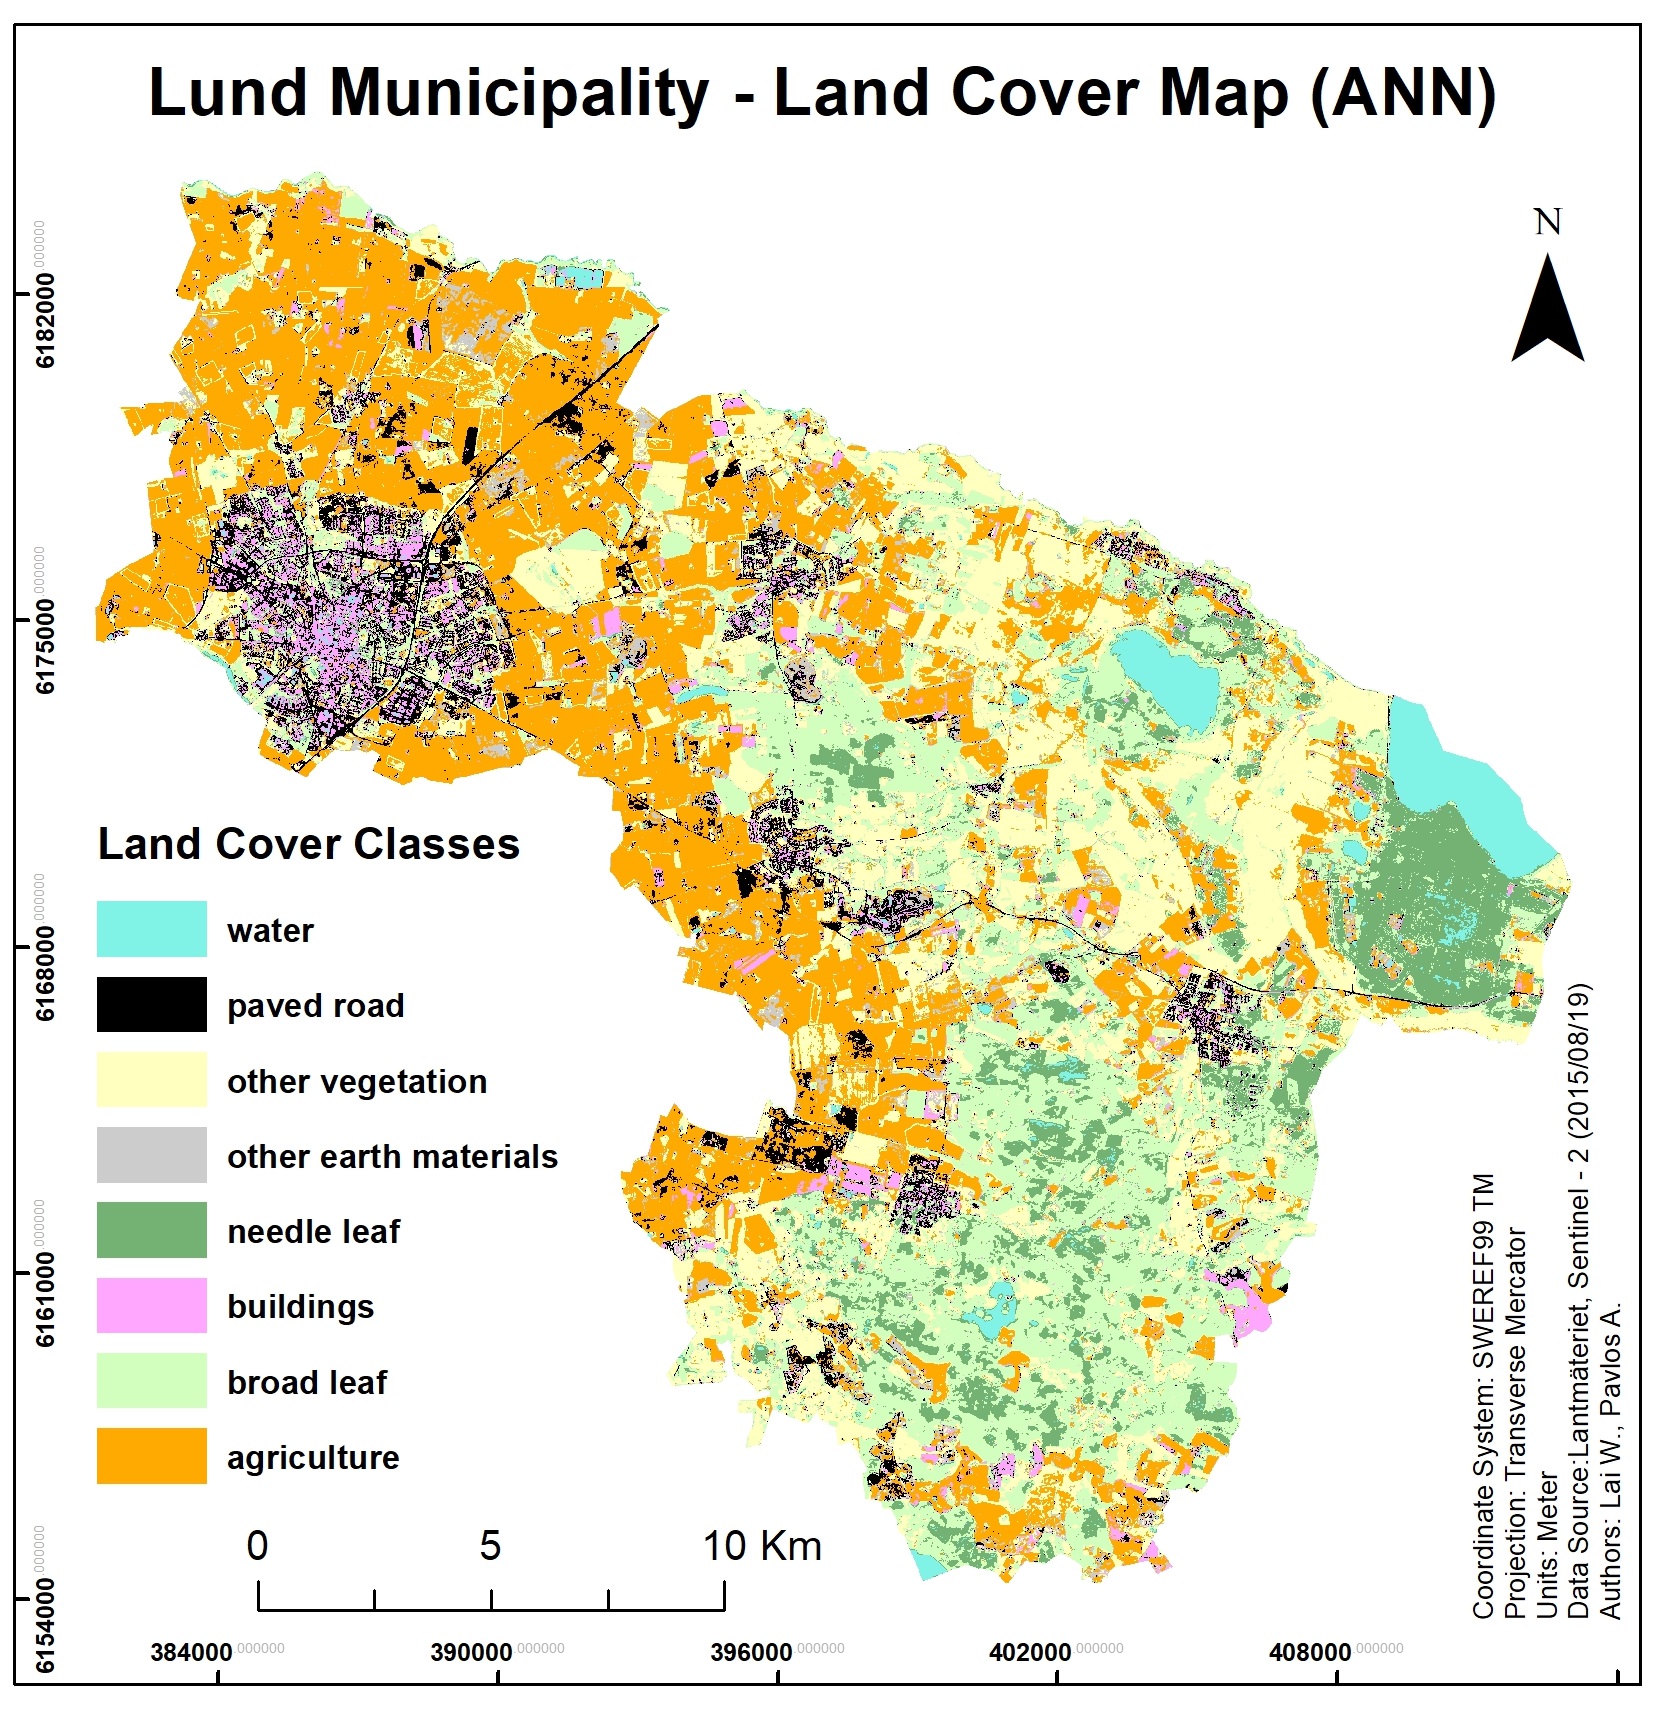 Lund Municipality - Land Cover Map (ANN)
N
6182000.000000
6175000.000000
6168000.000000
6161000.000000
6154000.000000
Land Cover Classes
water
paved road
other vegetation
other earth materials
needle leaf
buildings
broad leaf
agriculture
0 5 10 Km
Coordinate System: SWEREF99 TM
Projection: Transverse Mercator
Units: Meter
Data Source:Lantmäteriet, Sentinel - 2 (2015/08/19)
Authors: Lai W., Pavlos A.
384000.000000 390000.000000 396000.000000 402000.000000 408000.000000